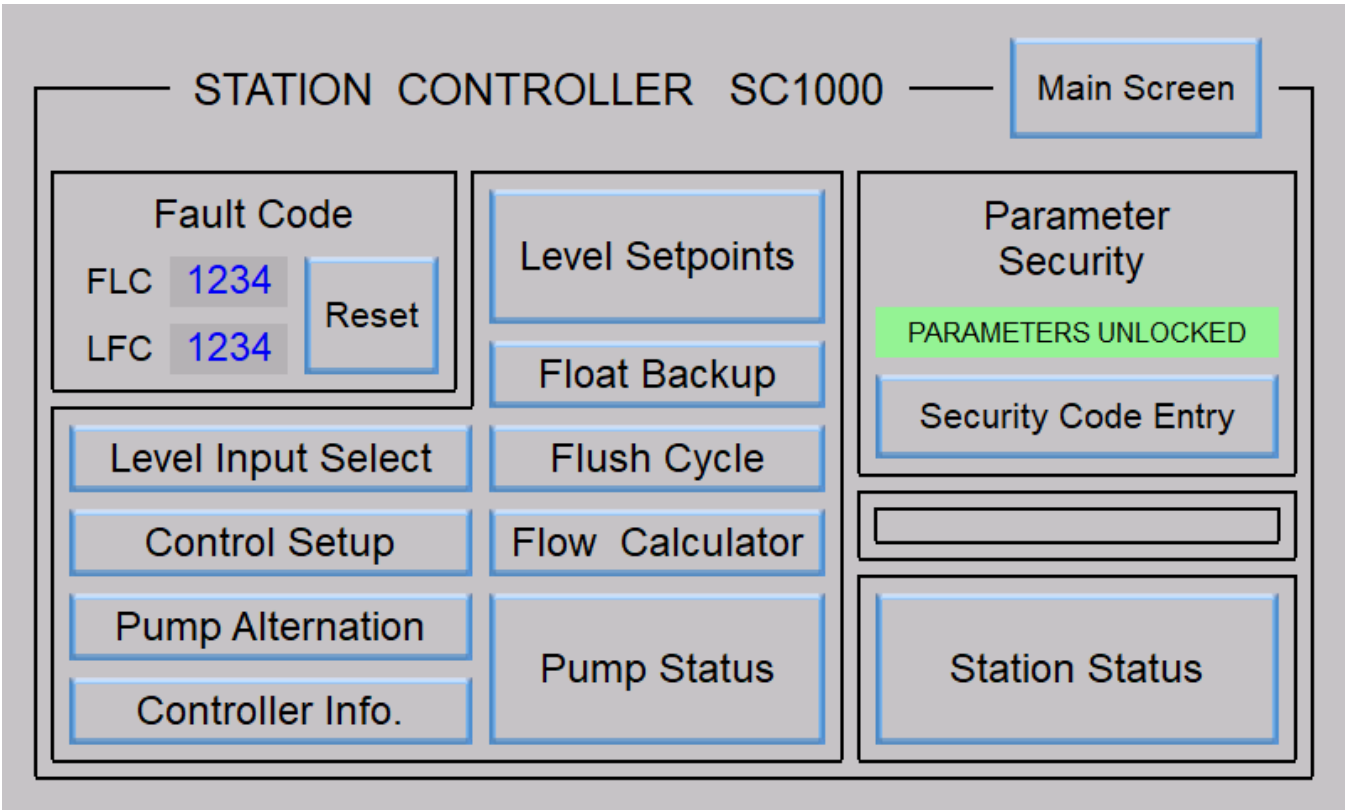 STATION CONTROLLER SC1000
Main Screen
Fault Code
FLC 1234
LFC 1234
Reset
Level Setpoints
Float Backup
Flush Cycle
Flow Calculator
Pump Status
Level Input Select
Control Setup
Pump Alternation
Controller Info.
Parameter
Security
PARAMETERS UNLOCKED
Security Code Entry
Station Status